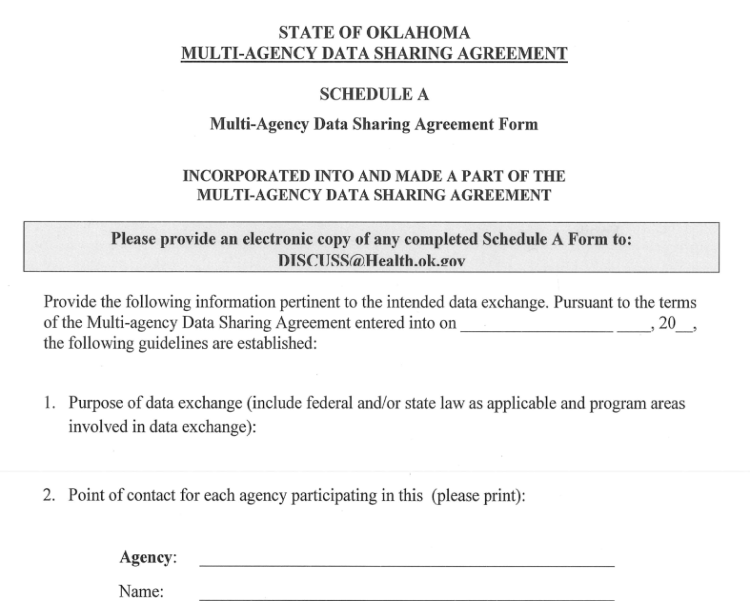 STATE OF OKLAHOMA
MULTI-AGENCY DATA SHARING AGREEMENT
SCHEDULE A
Multi-Agency Data Sharing Agreement Form
INCORPORATED INTO AND MADE A PART OF THE
MULTI-AGENCY DATA SHARING AGREEMENT
Please provide an electronic copy of any completed Schedule A Form to:
DISCUSS@Health.ok.gov
Provide the following information pertinent to the intended data exchange. Pursuant to the terms
of the Multi-agency Data Sharing Agreement entered into on __________________ ____, 20__,
the following guidelines are established:
1. Purpose of data exchange (include federal and/or state law as applicable and program areas
involved in data exchange):
2. Point of contact for each agency participating in this (please print):
Agency: __________________________________________________
Name: __________________________________________________